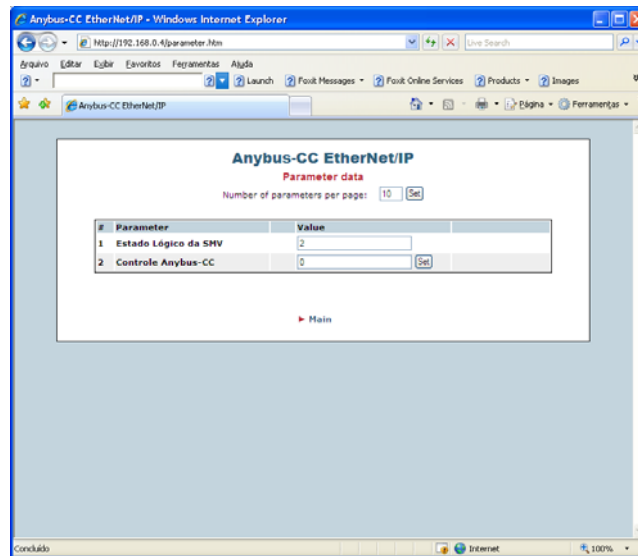 Anybus-CC EtherNet/IP - Windows Internet Explorer
http://192.168.0.4/parameter.htm
Live Search
Arquivo Editar Exibir Favoritos Ferramentas Ajuda
Launch Foxit Messages Foxit Online Services Products Images
Anybus-CC EtherNet/IP
Página Ferramentas
Anybus-CC EtherNet/IP
Parameter data
Number of parameters per page: 10 Set
# Parameter Value
1 Estado Lógico da SMV 2
2 Controle Anybus-CC 0 Set
Main
Concluído Internet 100%